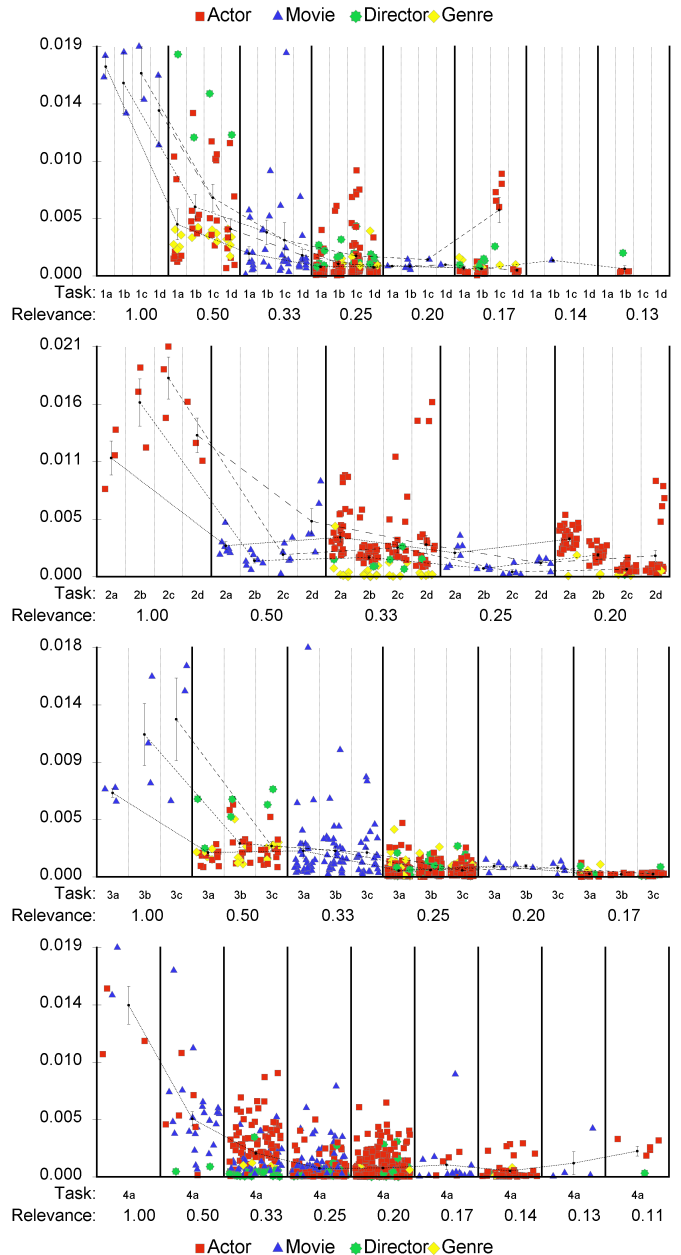 Actor Movie Director Genre
0.019
0.014
0.010
0.005
0.000
Task: 1a 1b 1c 1d 1a 1b 1c 1d 1a 1b 1c 1d 1a 1b 1c 1d 1a 1b 1c 1d 1a 1b 1c 1d 1a 1b 1c 1d 1a 1b 1c 1d
Relevance: 1.00 0.50 0.33 0.25 0.20 0.17 0.14 0.13
0.021
0.016
0.011
0.005
0.000
Task: 2a 2b 2c 2d 2a 2b 2c 2d 2a 2b 2c 2d 2a 2b 2c 2d 2a 2b 2c 2d
Relevance: 1.00 0.50 0.33 0.25 0.20
0.018
0.014
0.009
0.005
0.000
Task: 3a 3b 3c 3a 3b 3c 3a 3b 3c 3a 3b 3c 3a 3b 3c 3a 3b 3c
Relevance: 1.00 0.50 0.33 0.25 0.20 0.17
0.019
0.014
0.010
0.005
0.000
Task: 4a 4a 4a 4a 4a 4a 4a 4a 4a
Relevance: 1.00 0.50 0.33 0.25 0.20 0.17 0.14 0.13 0.11
Actor Movie Director Genre